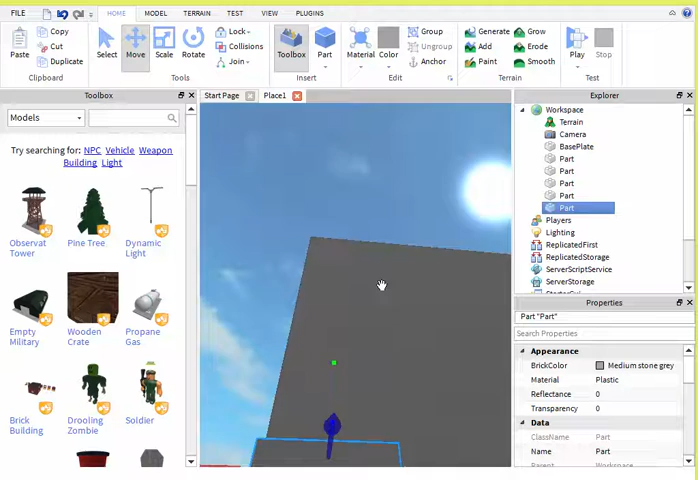 FILE HOME MODEL TERRAIN TEST VIEW PLUGINS
Paste Copy Cut Duplicate Select Move Scale Rotate Lock Collisions Join Toolbox Part Material Color Group Ungroup Anchor Generate Grow Add Erode Paint Smooth Play Stop
Clipboard Tools Insert Edit Terrain Test
Toolbox
Start Page Place1
Explorer
Models
Try searching for: NPC Vehicle Weapon
Building Light
Observat Tower
Pine Tree
Dynamic Light
Empty Military
Wooden Crate
Propane Gas
Brick Building
Drooling Zombie
Soldier
Workspace
Terrain
Camera
BasePlate
Part
Part
Part
Part
Part
Players
Lighting
ReplicatedFirst
ReplicatedStorage
ServerScriptService
ServerStorage
Properties
Part "Part"
Search Properties
Appearance
BrickColor Medium stone grey
Material Plastic
Reflectance 0
Transparency 0
Data
ClassName Part
Name Part
Parent Workspace